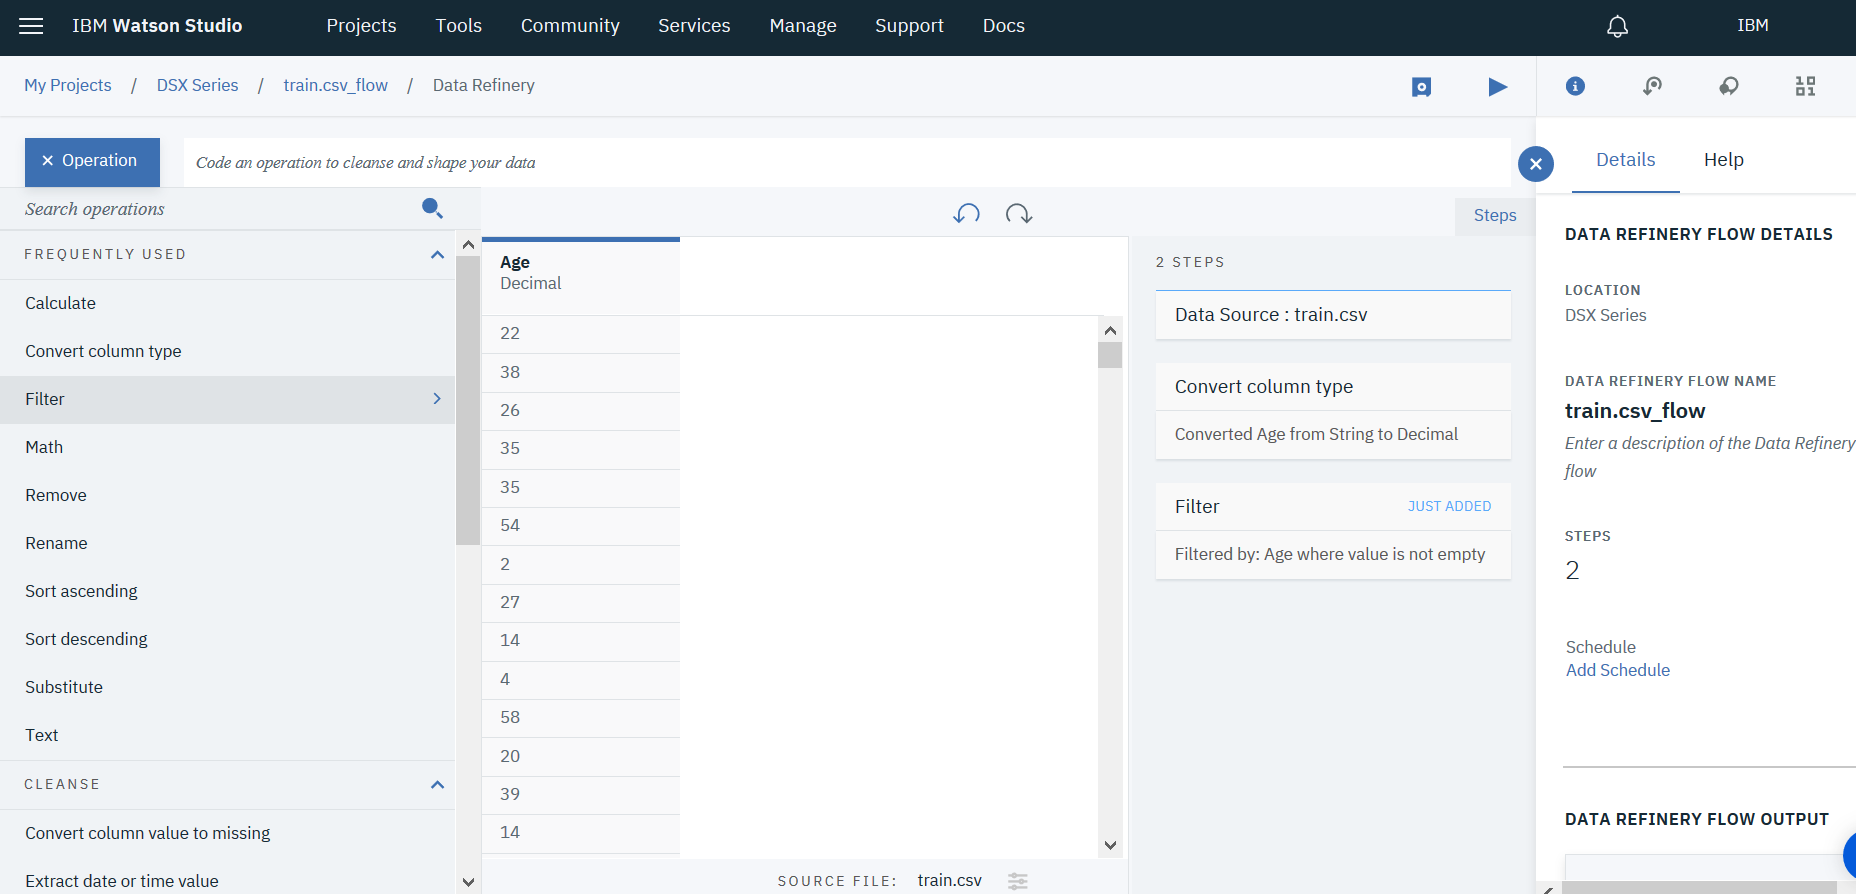 IBM Watson Studio
Projects
Tools
Community
Services
Manage
Support
Docs
IBM
My Projects / DSX Series / train.csv_flow / Data Refinery
× Operation
Code an operation to cleanse and shape your data
Details
Help
Search operations
Steps
FREQUENTLY USED
Calculate
Convert column type
Filter
Math
Remove
Rename
Sort ascending
Sort descending
Substitute
Text
CLEANSE
Convert column value to missing
Extract date or time value
Age
Decimal
22
38
26
35
35
54
2
27
14
4
58
20
39
14
SOURCE FILE: train.csv
2 STEPS
Data Source : train.csv
Convert column type
Converted Age from String to Decimal
Filter JUST ADDED
Filtered by: Age where value is not empty
DATA REFINERY FLOW DETAILS
LOCATION
DSX Series
DATA REFINERY FLOW NAME
train.csv_flow
Enter a description of the Data Refinery
flow
STEPS
2
Schedule
Add Schedule
DATA REFINERY FLOW OUTPUT